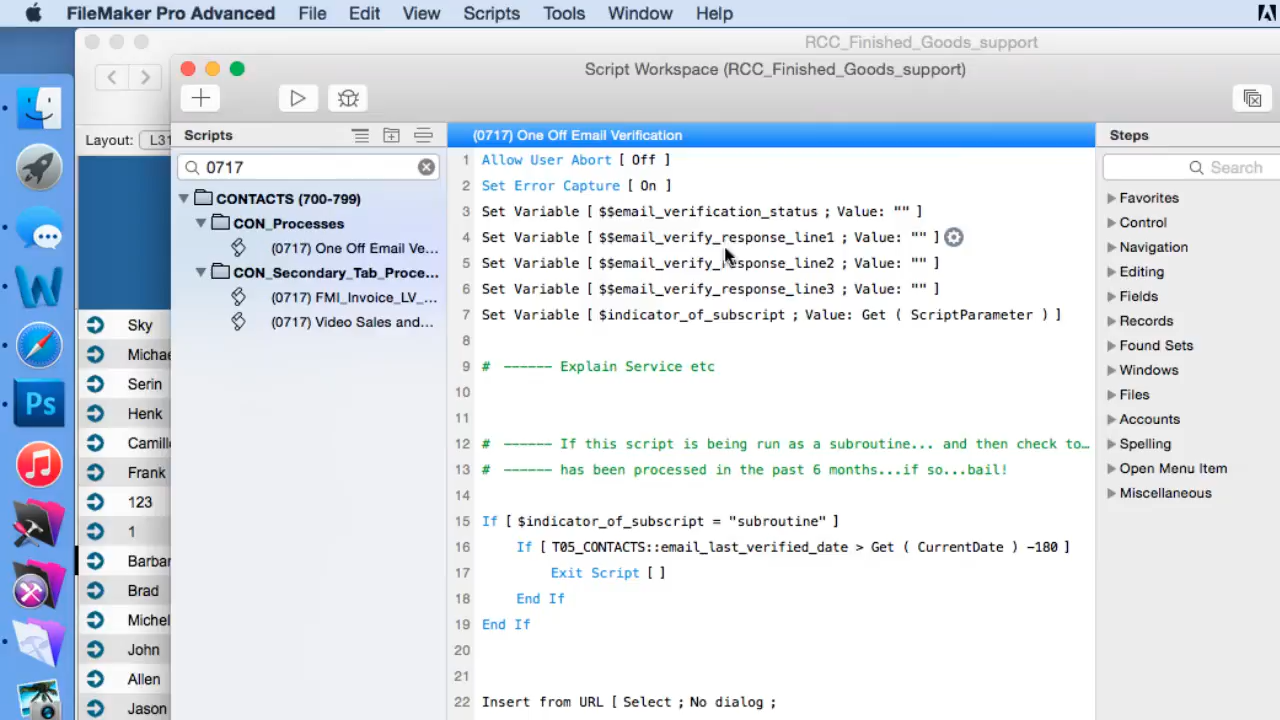 FileMaker Pro Advanced File Edit View Scripts Tools Window Help
RCC_Finished_Goods_support
Script Workspace (RCC_Finished_Goods_support)
Layout: L31
Scripts
0717
CONTACTS (700-799)
CON_Processes
(0717) One Off Email Ve...
CON_Secondary_Tab_Proce...
(0717) FMI_Invoice_LV_...
(0717) Video Sales and...
Sky
Michae
Serin
Henk
Camill
Frank
123
1
Barbar
Brad
Michel
John
Allen
Jason
W
Ps
(0717) One Off Email Verification
1 Allow User Abort [ Off ]
2 Set Error Capture [ On ]
3 Set Variable [ $$email_verification_status ; Value: "" ]
4 Set Variable [ $$email_verify_response_line1 ; Value: "" ]
5 Set Variable [ $$email_verify_response_line2 ; Value: "" ]
6 Set Variable [ $$email_verify_response_line3 ; Value: "" ]
7 Set Variable [ $indicator_of_subscript ; Value: Get ( ScriptParameter ) ]
8
9 # —————— Explain Service etc
10
11
12 # —————— If this script is being run as a subroutine... and then check to…
13 # —————— has been processed in the past 6 months...if so...bail!
14
15 If [ $indicator_of_subscript = "subroutine" ]
16 If [ T05_CONTACTS::email_last_verified_date > Get ( CurrentDate ) -180 ]
17 Exit Script [ ]
18 End If
19 End If
20
21
22 Insert from URL [ Select ; No dialog ;
Steps
Search
Favorites
Control
Navigation
Editing
Fields
Records
Found Sets
Windows
Files
Accounts
Spelling
Open Menu Item
Miscellaneous